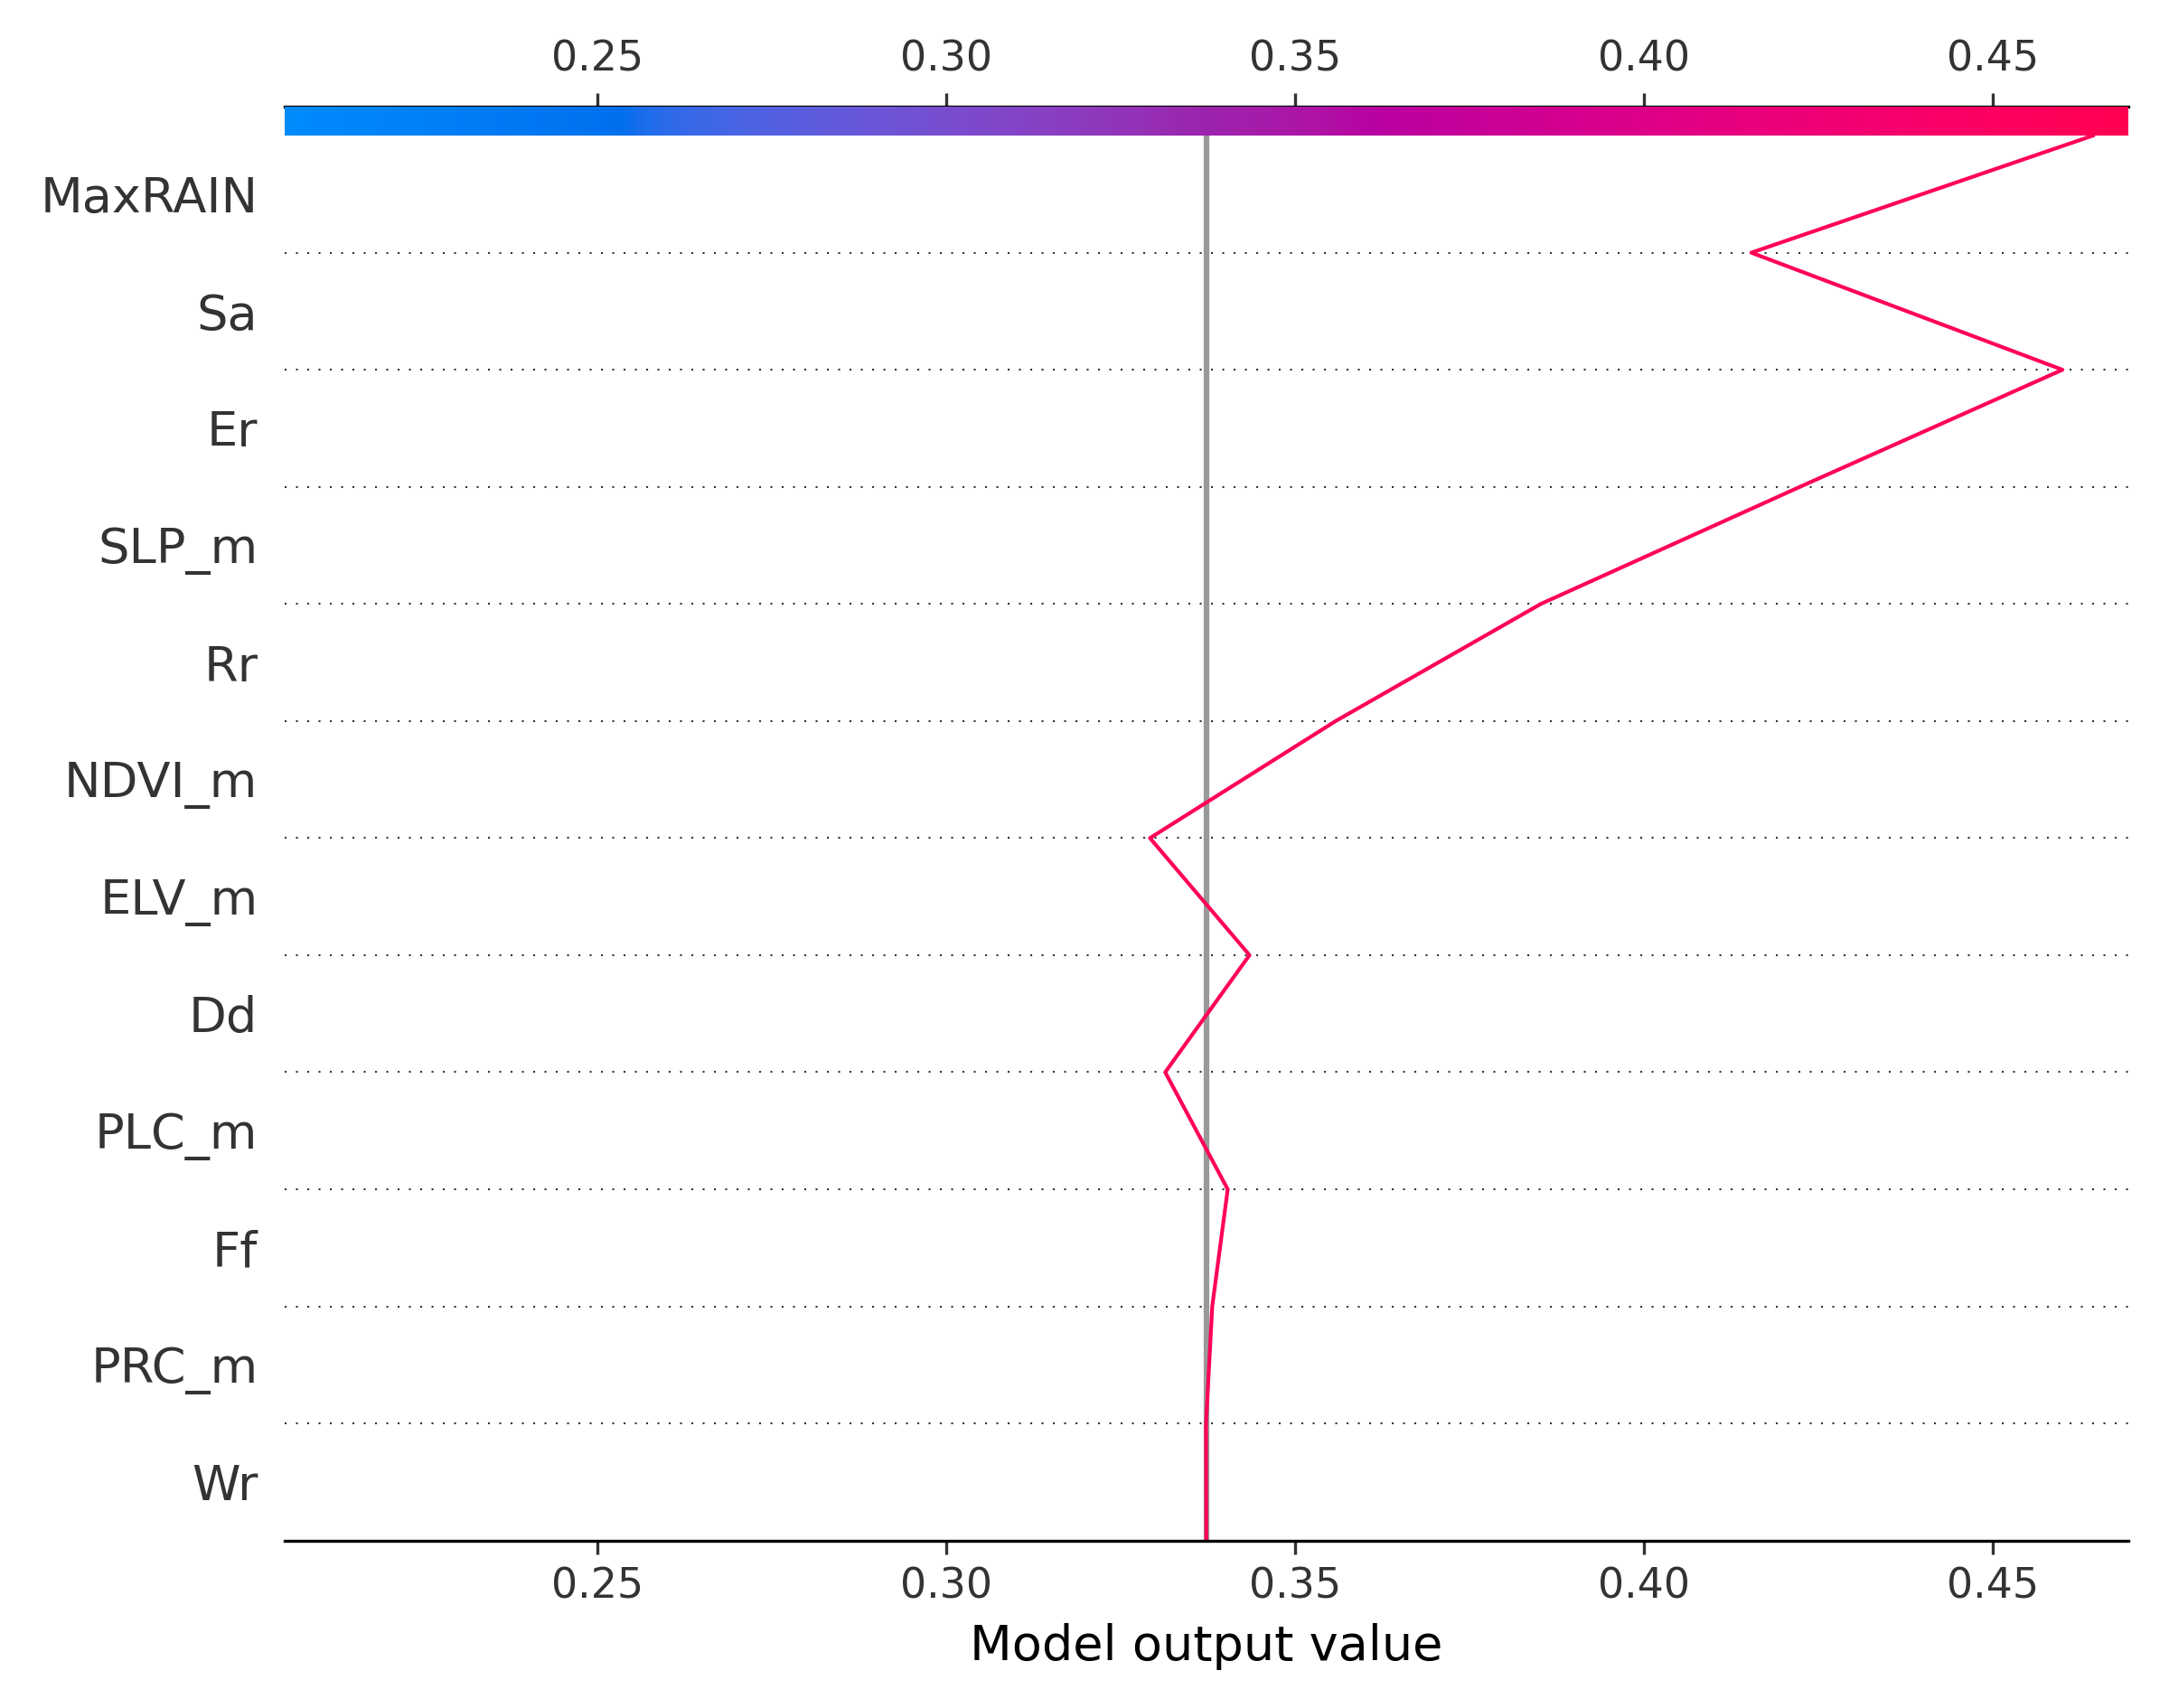 0.25 0.30 0.35 0.40 0.45
MaxRAIN
Sa
Er
SLP_m
Rr
NDVI_m
ELV_m
Dd
PLC_m
Ff
PRC_m
Wr
0.25 0.30 0.35 0.40 0.45
Model output value